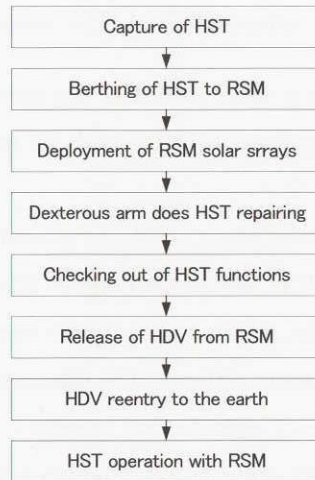 Capture of HST
Berthing of HST to RSM
Deployment of RSM solar srrays
Dexterous arm does HST repairing
Checking out of HST functions
Release of HDV from RSM
HDV reentry to the earth
HST operation with RSM